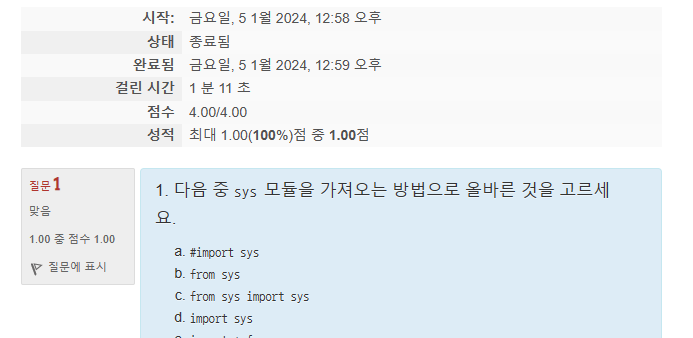 시작: 금요일, 5 1월 2024, 12:58 오후
상태 종료됨
완료됨 금요일, 5 1월 2024, 12:59 오후
걸린 시간 1 분 11 초
점수 4.00/4.00
성적 최대 1.00(100%)점 중 1.00점
질문 1
맞음
1.00 중 점수 1.00
질문에 표시
1. 다음 중 sys 모듈을 가져오는 방법으로 올바른 것을 고르세
요.
a. #import sys
b. from sys
c. from sys import sys
d. import sys